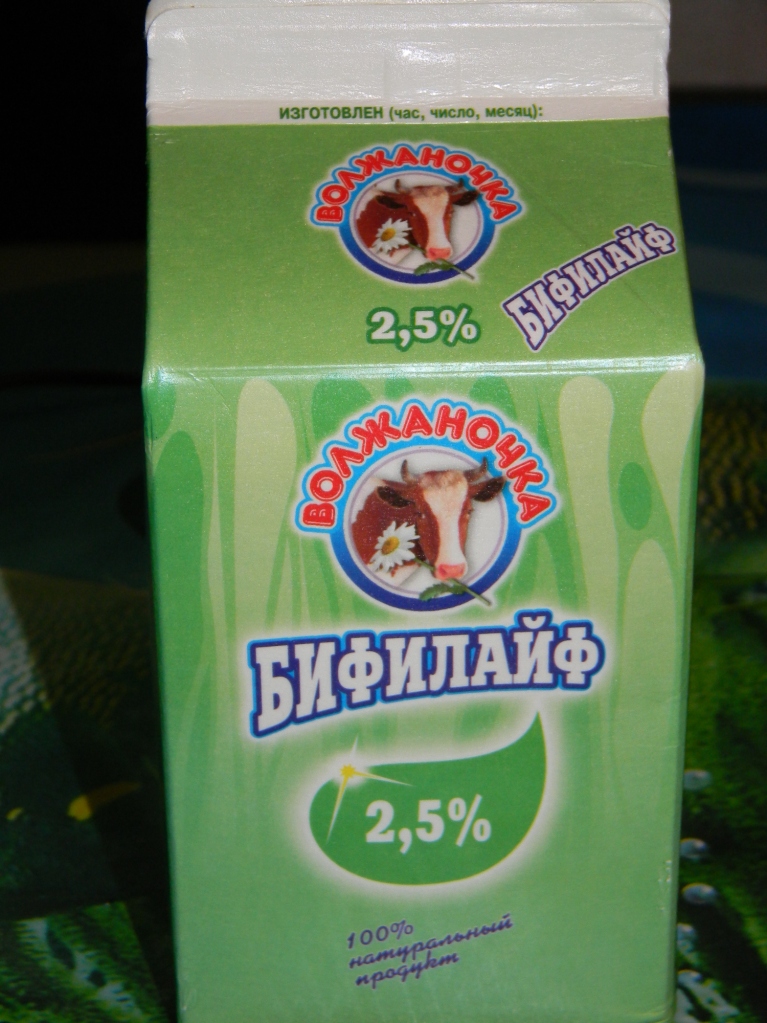 ИЗГОТОВЛЕН (час, число, месяц):
ВОЛЖАНОЧКА
БИФИЛАЙФ
2,5%
ВОЛЖАНОЧКА
БИФИЛАЙФ
2,5%
100%
натуральный
продукт